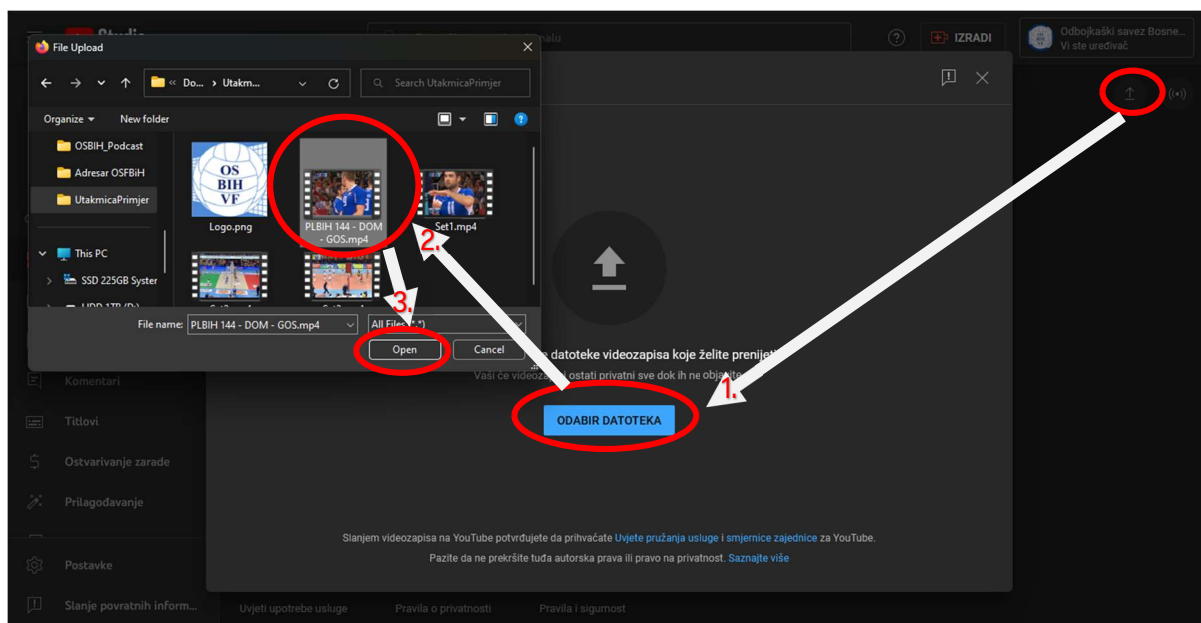 Studio
File Upload
Do... › Utakm...
Search UtakmicaPrimjer
Organize
New folder
OSBIH_Podcast
Adresar OSFBiH
UtakmicaPrimjer
This PC
SSD 225GB Syster
OS
BIH
VF
Logo.png
PLBIH 144 - DOM
- GOS.mp4
Set1.mp4
File name:
PLBIH 144 - DOM - GOS.mp4
All Files (*.*)
Open
Cancel
IZRADI
Odbojkaški savez Bosne...
Vi ste uređivač
1.
2.
3.
datoteke videozapisa koje želite prenijeti
Vaši će videozapisi ostati privatni sve dok ih ne objavite
ODABIR DATOTEKA
Slanjem videozapisa na YouTube potvrđujete da prihvaćate Uvjete pružanja usluge i smjernice zajednice za YouTube.
Pazite da ne prekršite tuđa autorska prava ili pravo na privatnost. Saznajte više
Komentari
Titlovi
Ostvarivanje zarade
Prilagođavanje
Postavke
Slanje povratnih inform...
Uvjeti upotrebe usluge
Pravila o privatnosti
Pravila i sigurnost